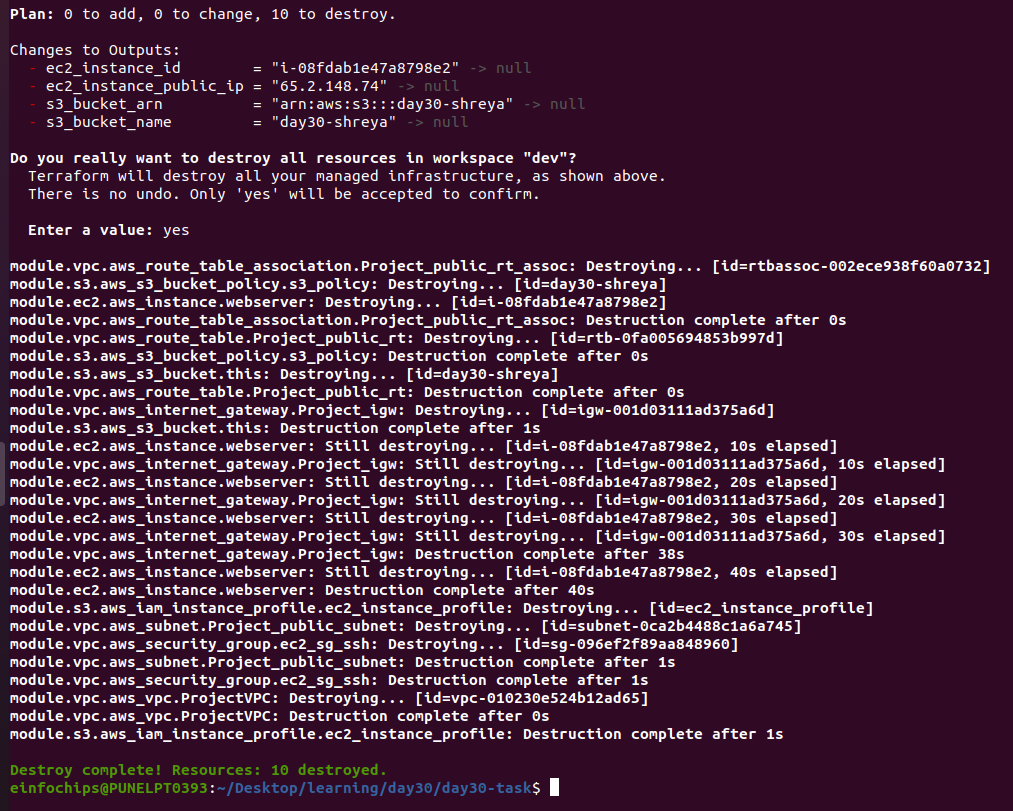 Plan: 0 to add, 0 to change, 10 to destroy.
Changes to Outputs:
- ec2_instance_id = "i-08fdab1e47a8798e2" -> null
- ec2_instance_public_ip = "65.2.148.74" -> null
- s3_bucket_arn = "arn:aws:s3:::day30-shreya" -> null
- s3_bucket_name = "day30-shreya" -> null
Do you really want to destroy all resources in workspace "dev"?
Terraform will destroy all your managed infrastructure, as shown above.
There is no undo. Only 'yes' will be accepted to confirm.
Enter a value: yes
module.vpc.aws_route_table_association.Project_public_rt_assoc: Destroying... [id=rtbassoc-002ece938f60a0732]
module.s3.aws_s3_bucket_policy.s3_policy: Destroying... [id=day30-shreya]
module.ec2.aws_instance.webserver: Destroying... [id=i-08fdab1e47a8798e2]
module.vpc.aws_route_table_association.Project_public_rt_assoc: Destruction complete after 0s
module.vpc.aws_route_table.Project_public_rt: Destroying... [id=rtb-0fa005694853b997d]
module.s3.aws_s3_bucket_policy.s3_policy: Destruction complete after 0s
module.s3.aws_s3_bucket.this: Destroying... [id=day30-shreya]
module.vpc.aws_route_table.Project_public_rt: Destruction complete after 0s
module.vpc.aws_internet_gateway.Project_igw: Destroying... [id=igw-001d03111ad375a6d]
module.s3.aws_s3_bucket.this: Destruction complete after 1s
module.ec2.aws_instance.webserver: Still destroying... [id=i-08fdab1e47a8798e2, 10s elapsed]
module.vpc.aws_internet_gateway.Project_igw: Still destroying... [id=igw-001d03111ad375a6d, 10s elapsed]
module.ec2.aws_instance.webserver: Still destroying... [id=i-08fdab1e47a8798e2, 20s elapsed]
module.vpc.aws_internet_gateway.Project_igw: Still destroying... [id=igw-001d03111ad375a6d, 20s elapsed]
module.ec2.aws_instance.webserver: Still destroying... [id=i-08fdab1e47a8798e2, 30s elapsed]
module.vpc.aws_internet_gateway.Project_igw: Still destroying... [id=igw-001d03111ad375a6d, 30s elapsed]
module.vpc.aws_internet_gateway.Project_igw: Destruction complete after 38s
module.ec2.aws_instance.webserver: Still destroying... [id=i-08fdab1e47a8798e2, 40s elapsed]
module.ec2.aws_instance.webserver: Destruction complete after 40s
module.s3.aws_iam_instance_profile.ec2_instance_profile: Destroying... [id=ec2_instance_profile]
module.vpc.aws_subnet.Project_public_subnet: Destroying... [id=subnet-0ca2b4488c1a6a745]
module.vpc.aws_security_group.ec2_sg_ssh: Destroying... [id=sg-096ef2f89aa848960]
module.vpc.aws_subnet.Project_public_subnet: Destruction complete after 1s
module.vpc.aws_security_group.ec2_sg_ssh: Destruction complete after 1s
module.vpc.aws_vpc.ProjectVPC: Destroying... [id=vpc-010230e524b12ad65]
module.vpc.aws_vpc.ProjectVPC: Destruction complete after 0s
module.s3.aws_iam_instance_profile.ec2_instance_profile: Destruction complete after 1s
Destroy complete! Resources: 10 destroyed.
einfochips@PUNELPT0393:~/Desktop/learning/day30/day30-task$